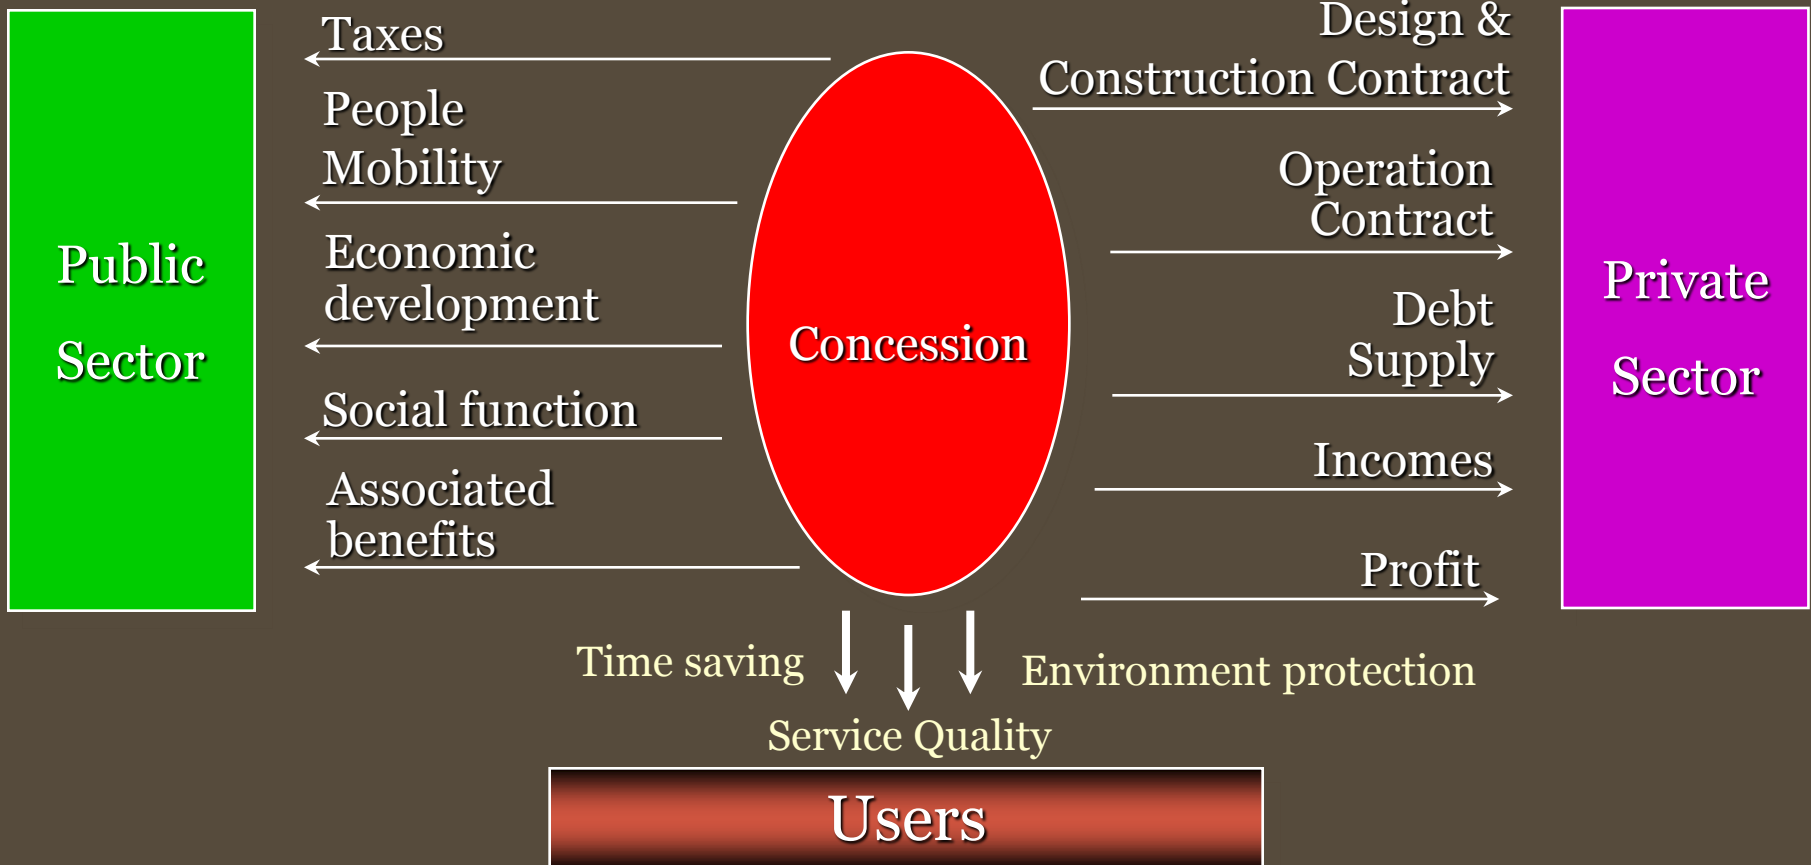 Public
Sector
Taxes
People
Mobility
Economic
development
Social function
Associated
benefits
Concession
Design &
Construction Contract
Operation
Contract
Debt
Supply
Incomes
Profit
Private
Sector
Time saving
Environment protection
Service Quality
Users